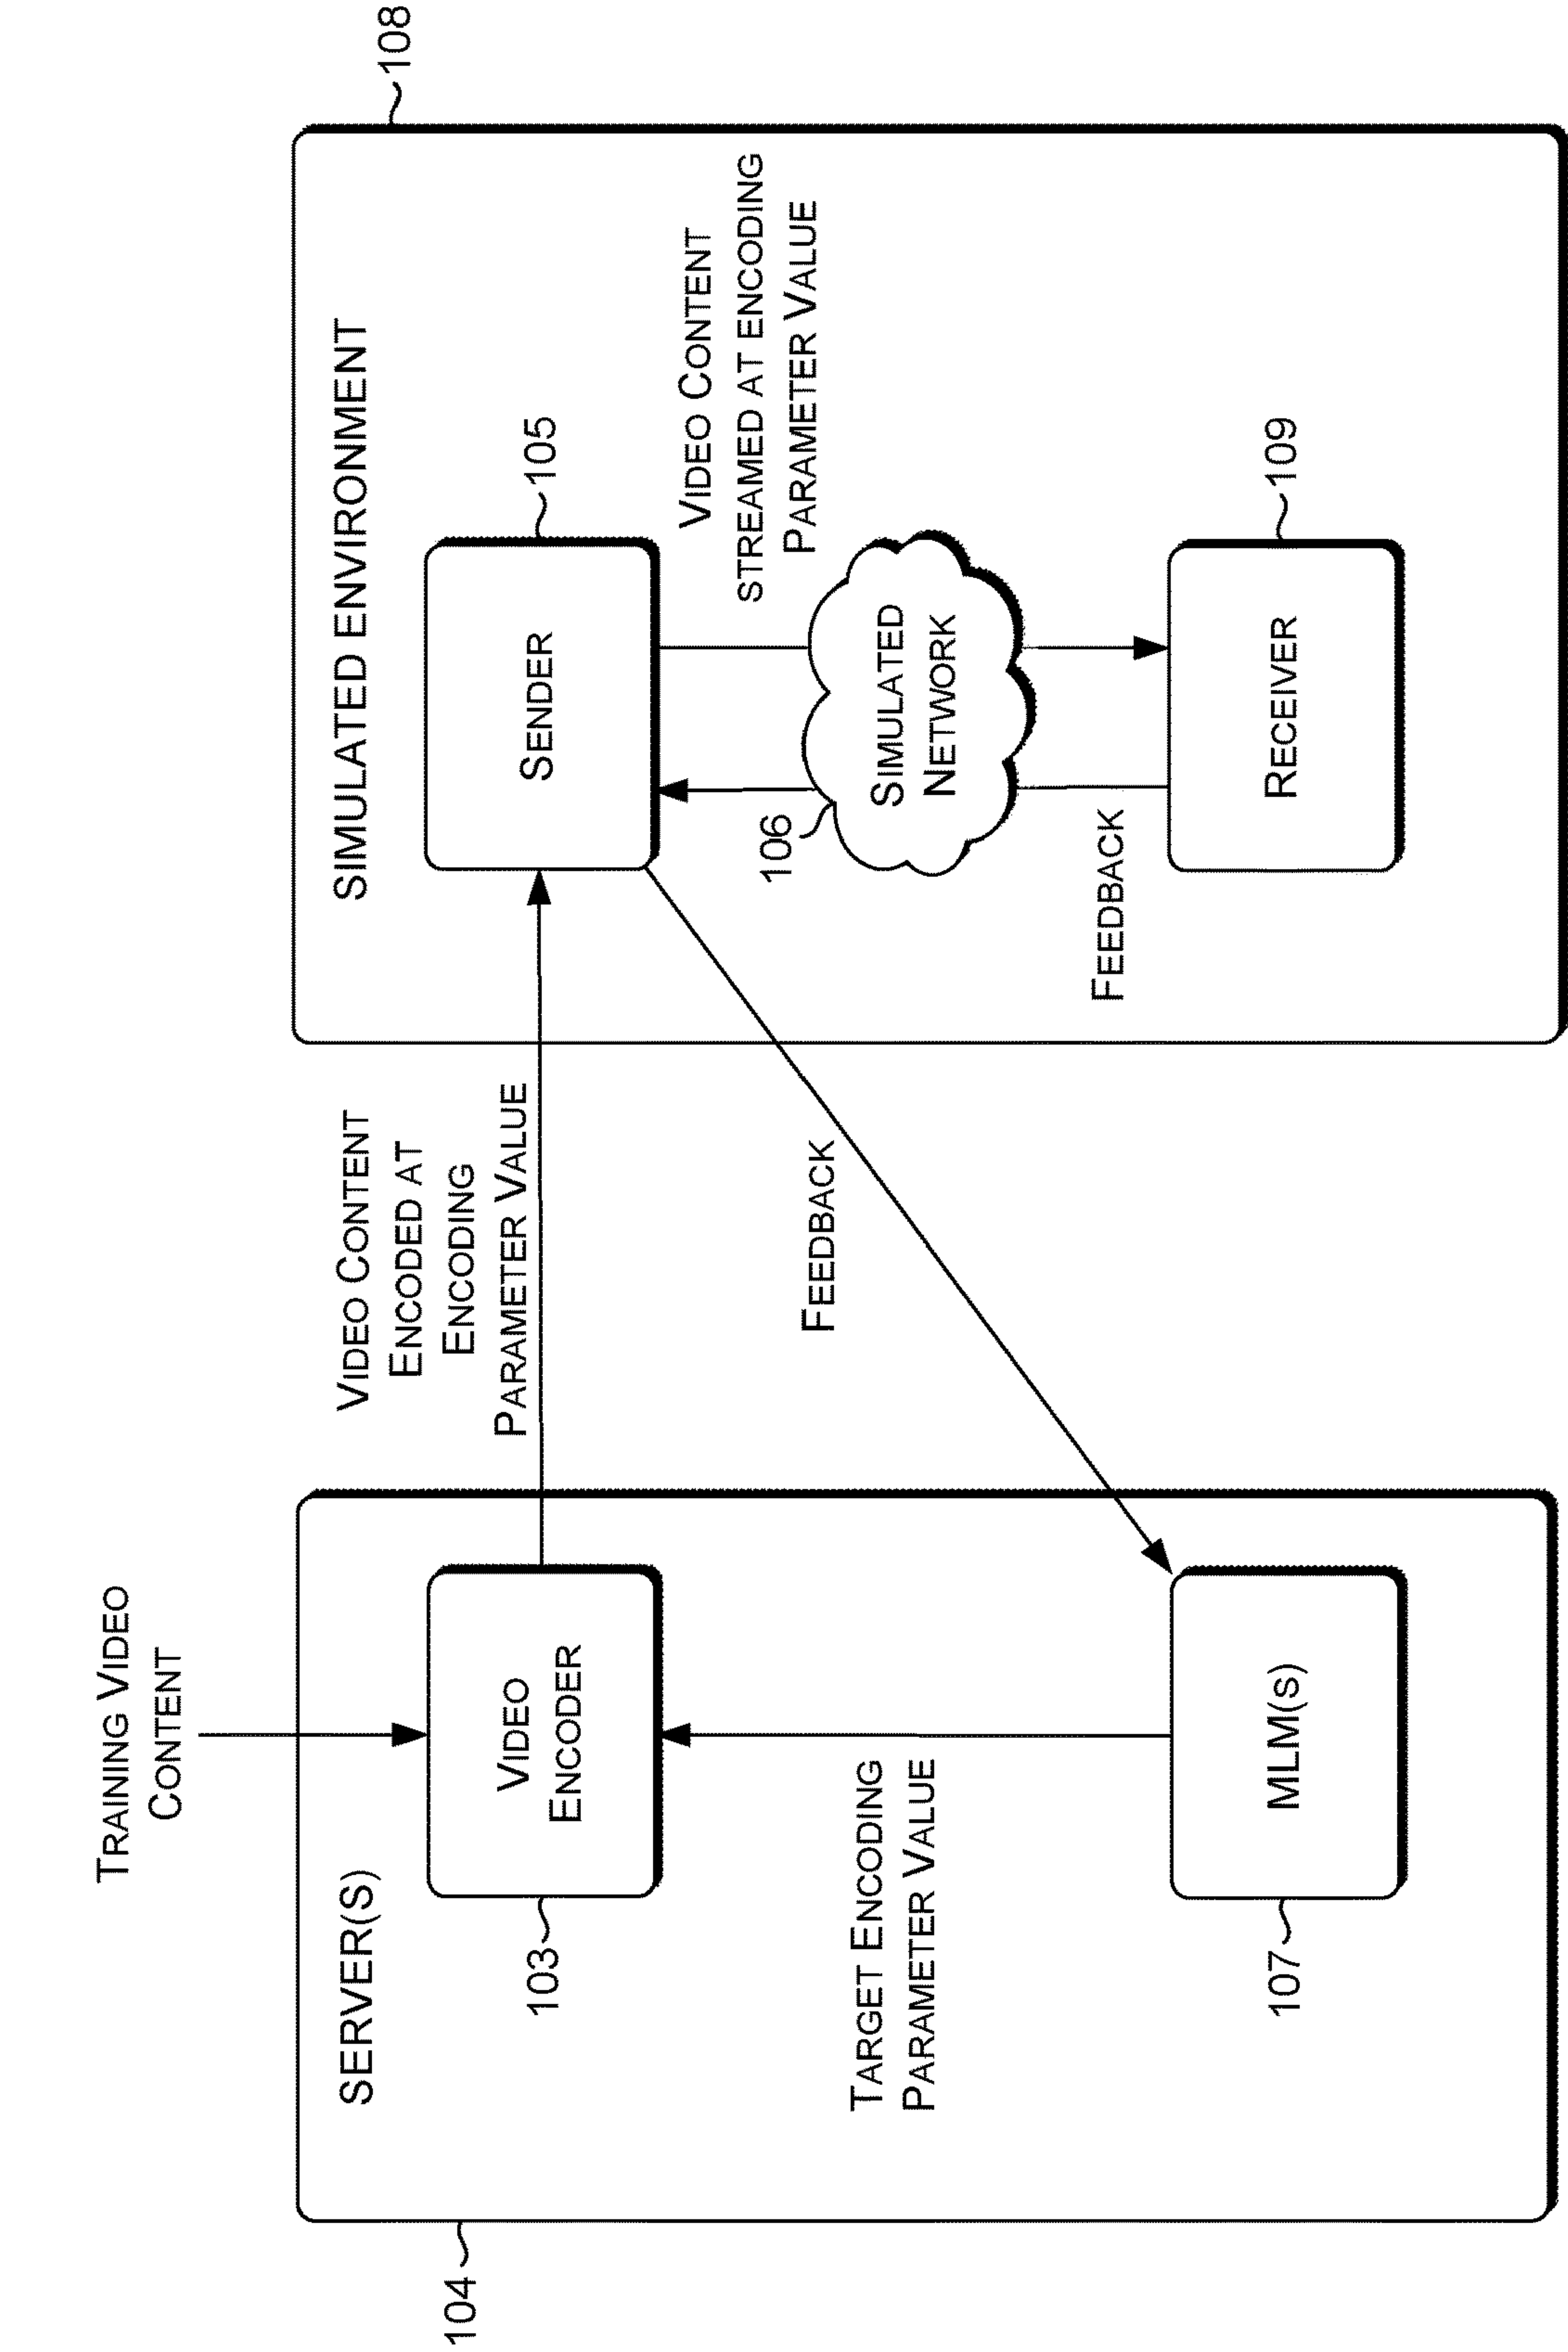 TRAINING VIDEO
CONTENT
104
SERVER(S)
103
VIDEO
ENCODER
TARGET ENCODING
PARAMETER VALUE
107
MLM(S)
VIDEO CONTENT
ENCODED AT
ENCODING
PARAMETER VALUE
FEEDBACK
108
SIMULATED ENVIRONMENT
SENDER
105
VIDEO CONTENT
STREAMED AT ENCODING
PARAMETER VALUE
106
SIMULATED
NETWORK
FEEDBACK
RECEIVER
109